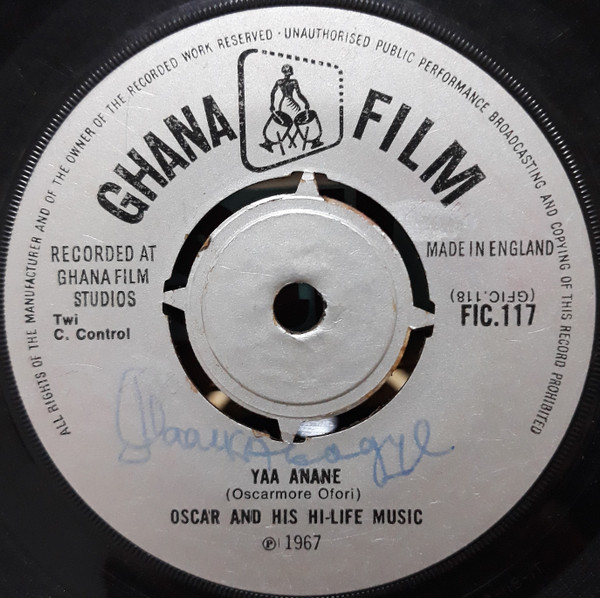 ALL RIGHTS OF THE MANUFACTURER AND OF THE OWNER OF THE RECORDED WORK RESERVED · UNAUTHORISED PUBLIC PERFORMANCE BROADCASTING AND COPYING OF THIS RECORD PROHIBITED
GHANA FILM
RECORDED AT
GHANA FILM
STUDIOS
Twi
C. Control
MADE IN ENGLAND
(GFIC.118)
FIC.117
YAA ANANE
(Oscarmore Ofori)
OSCAR AND HIS HI-LIFE MUSIC
℗ 1967